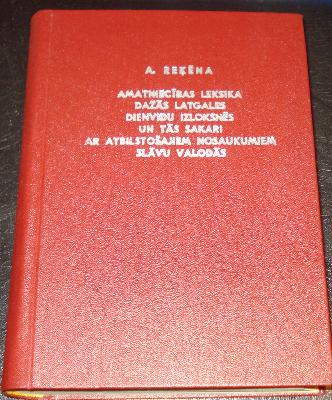 A. REĶĒNA
AMATNIECĪBAS LEKSIKA
DAŽĀS LATGALES
DIENVIDU IZLOKSNĒS
UN TĀS SAKARI
AR ATBILSTOŠAJIEM NOSAUKUMIEM
SLĀVU VALODĀS